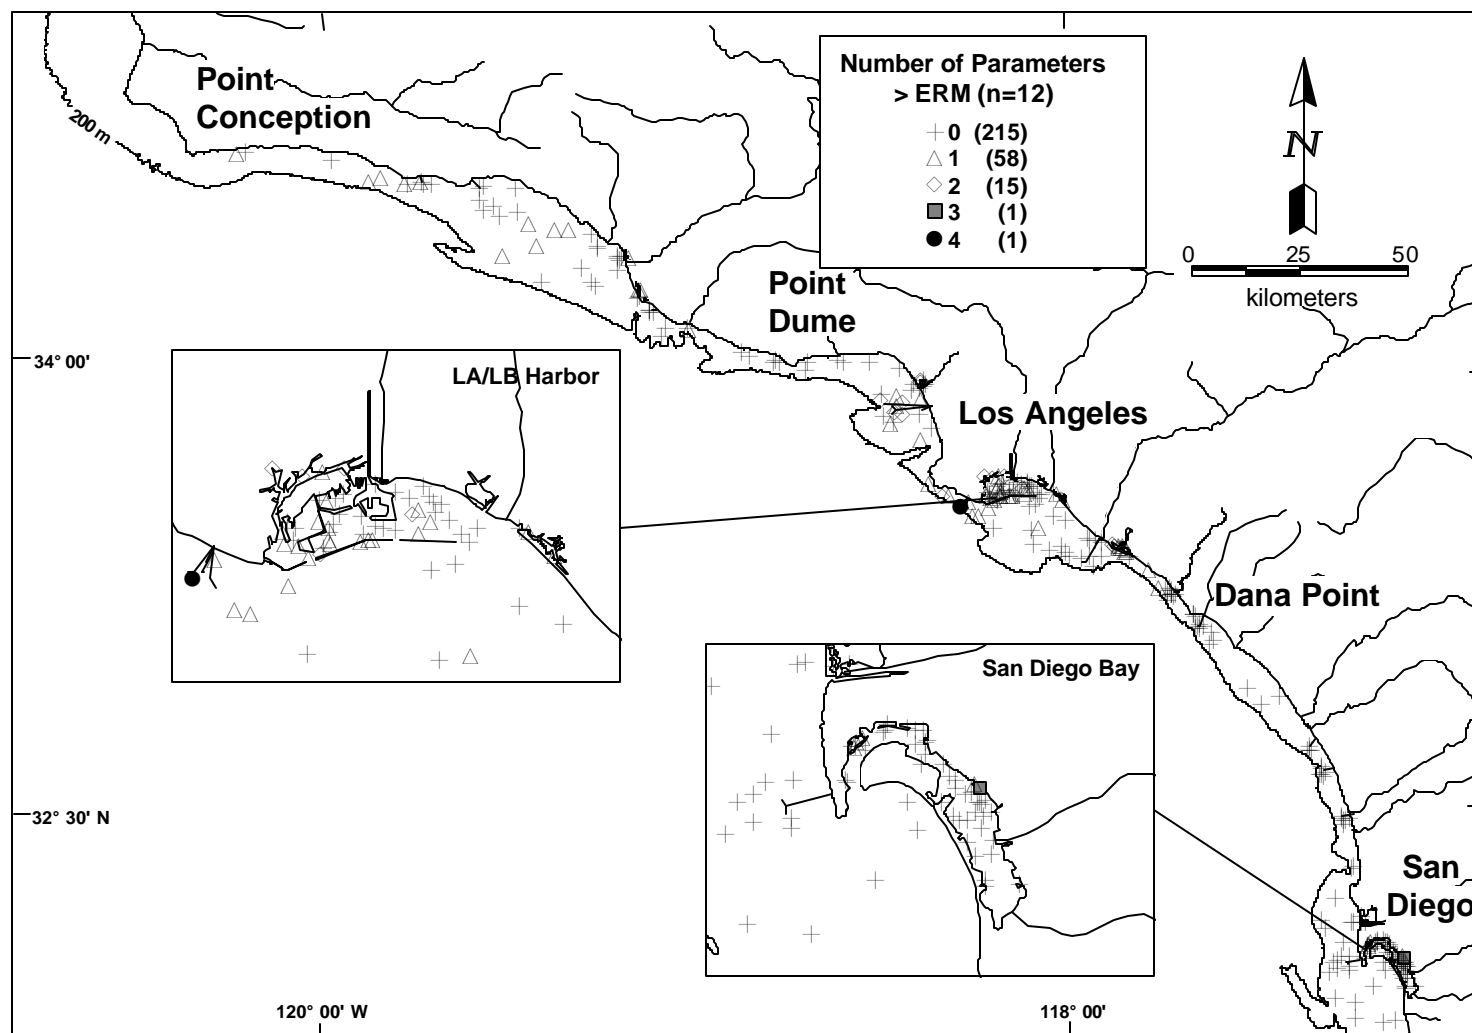 Point
Conception
200 m
Number of Parameters
> ERM (n=12)
0 (215)
1 (58)
2 (15)
3 (1)
4 (1)
N
0 25 50
kilometers
Point
Dume
34° 00'
LA/LB Harbor
Los Angeles
Dana Point
San Diego Bay
32° 30' N
San
Diego
120° 00' W
118° 00'